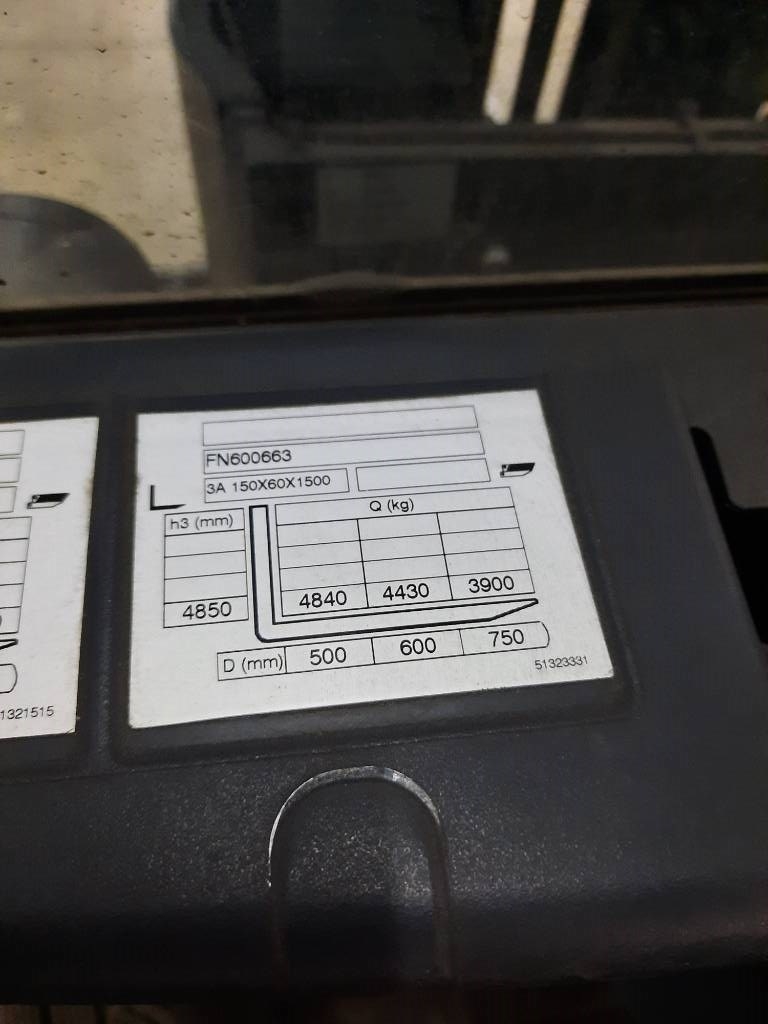 FN600663
3A 150X60X1500
h3 (mm)
Q (kg)
4850
4840 4430 3900
D (mm) 500 600 750
51323331
1321515